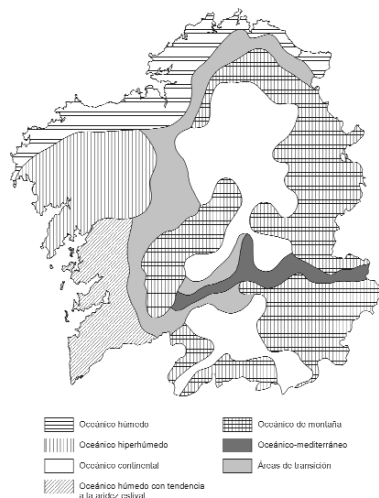 Oceánico húmedo
Oceánico hiperhúmedo
Oceánico continental
Oceánico húmedo con tendencia
a la aridez estival
Oceánico de montaña
Oceánico-mediterráneo
Áreas de transición